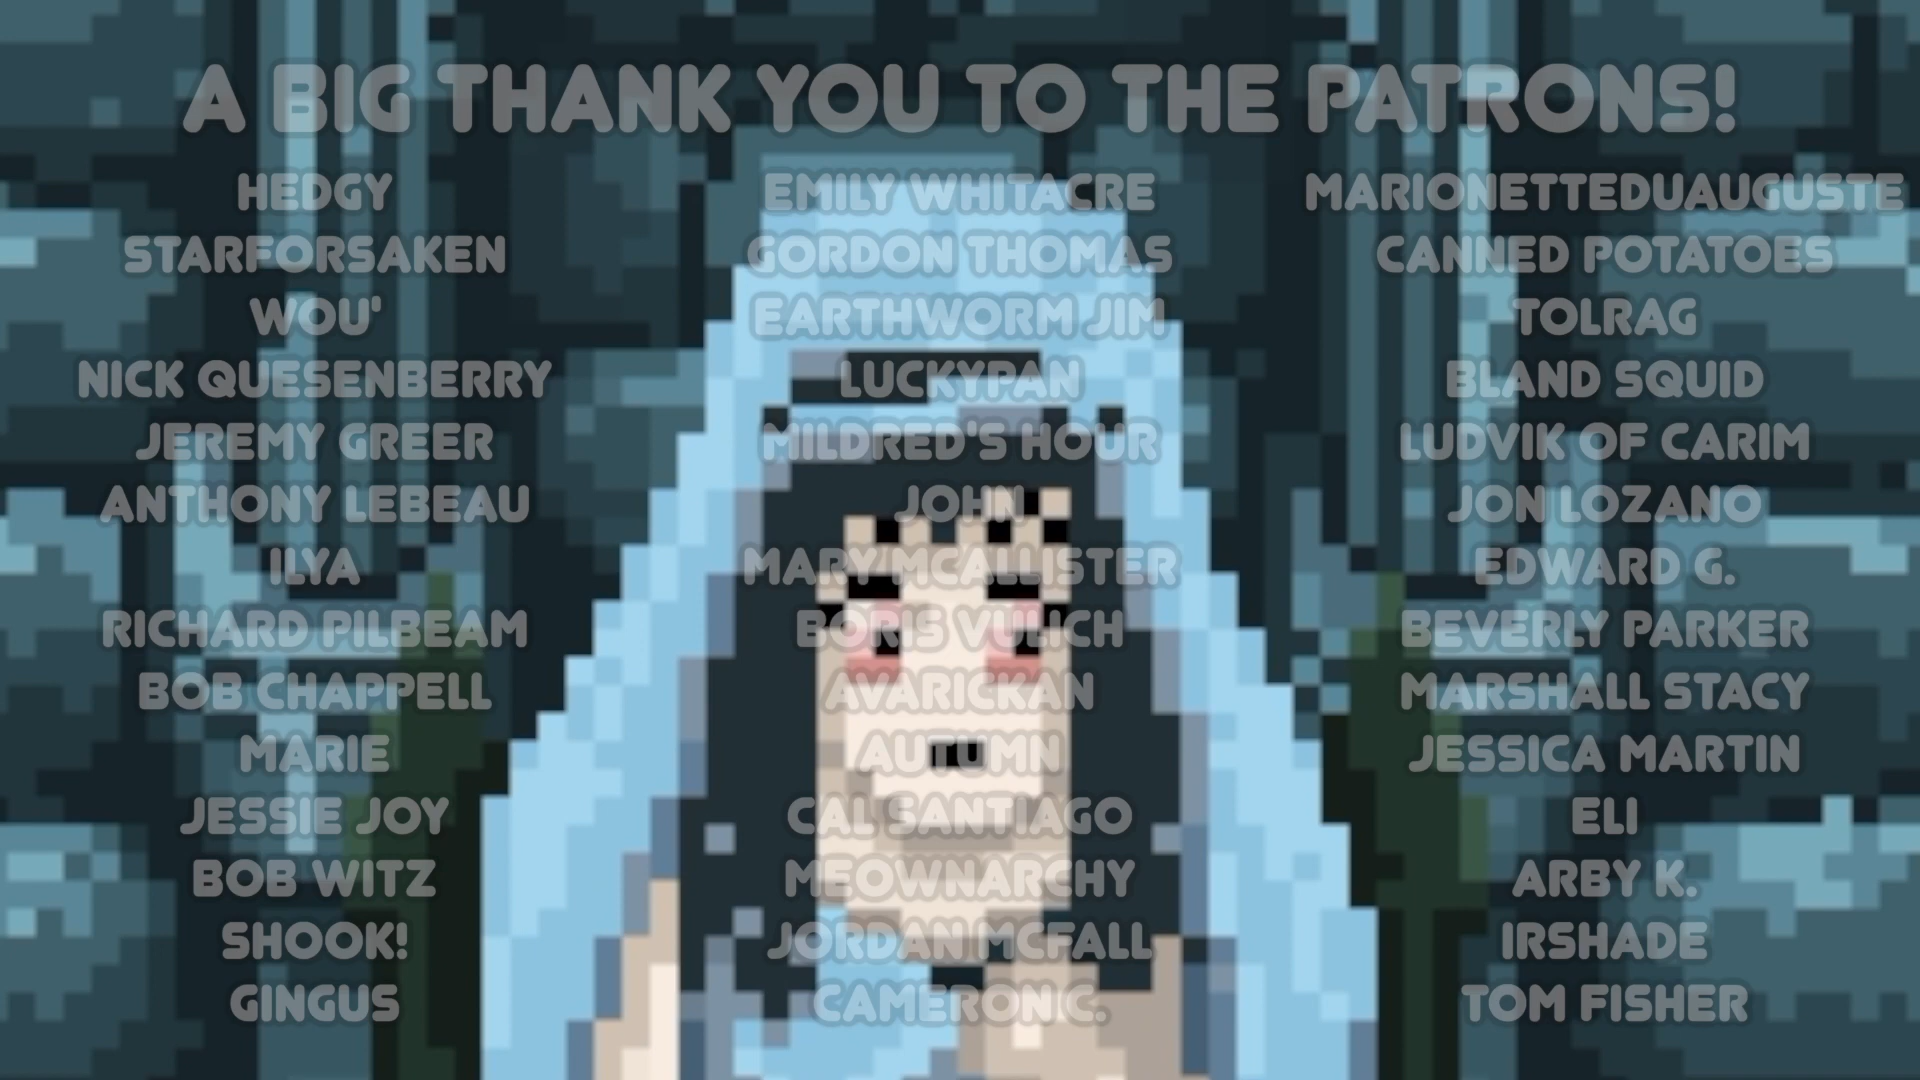 A BIG THANK YOU TO THE PATRONS!
HEDGY
STARFORSAKEN
WOU'
NICK QUESENBERRY
JEREMY GREER
ANTHONY LEBEAU
ILYA
RICHARD PILBEAM
BOB CHAPPELL
MARIE
JESSIE JOY
BOB WITZ
SHOOK!
GINGUS
EMILY WHITACRE
GORDON THOMAS
EARTHWORM JIM
LUCKYPAN
MILDRED'S HOUR
JOHN
MARY MCALLISTER
BORIS VUICH
AVARICKAN
AUTUMN
CAL SANTIAGO
MEOWNARCHY
JORDAN MCFALL
CAMERON C.
MARIONETTEDUAUGUSTE
CANNED POTATOES
TOLRAG
BLAND SQUID
LUDVIK OF CARIM
JON LOZANO
EDWARD G.
BEVERLY PARKER
MARSHALL STACY
JESSICA MARTIN
ELI
ARBY K.
IRSHADE
TOM FISHER